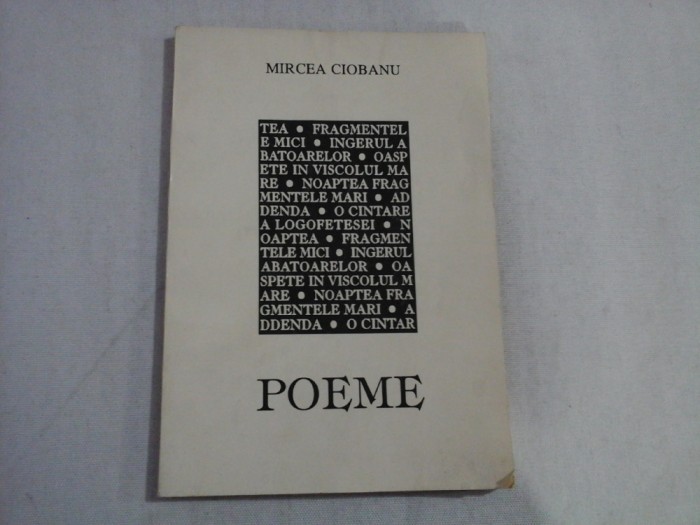 MIRCEA CIOBANU
TEA • FRAGMENTEL
E MICI • INGERUL A
BATOARELOR • OASP
ETE IN VISCOLUL MA
RE • NOAPTEA FRAG
MENTELE MARI • AD
DENDA • O CINTARE
A LOGOFETESEI • N
OAPTEA • FRAGMEN
TELE MICI • INGERUL
ABATOARELOR • OA
SPETE IN VISCOLUL M
ARE • NOAPTEA FRA
GMENTELE MARI • A
DDENDA • O CINTAR
POEME